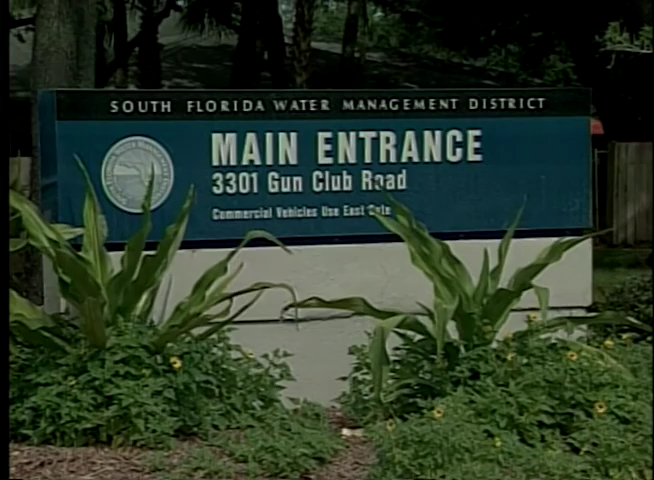 SOUTH FLORIDA WATER MANAGEMENT DISTRICT
MAIN ENTRANCE
3301 Gun Club Road
Commercial Vehicles Use East Gate